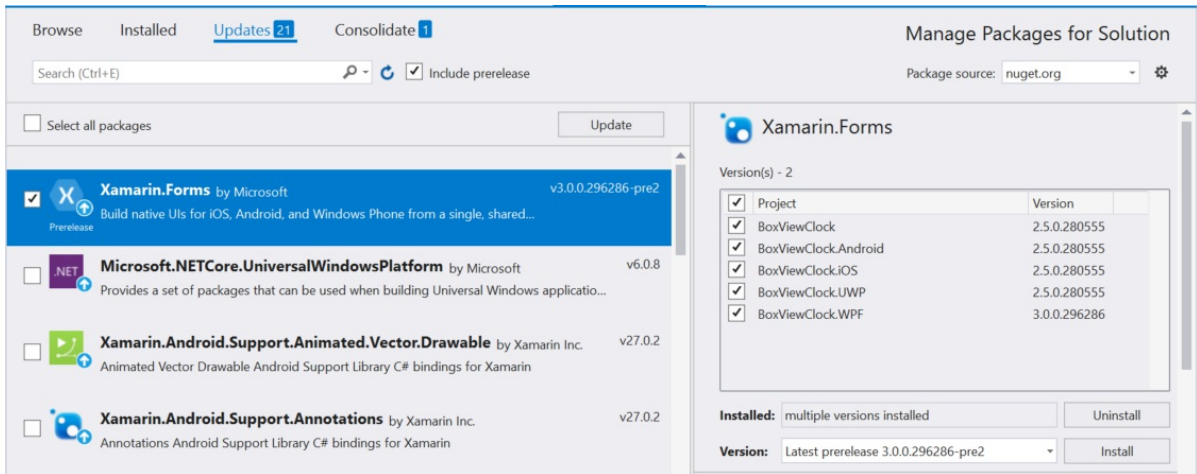 Browse Installed Updates 21 Consolidate 1
Manage Packages for Solution
Search (Ctrl+E) Include prerelease
Package source: nuget.org
Select all packages Update
Xamarin.Forms by Microsoft v3.0.0.296286-pre2
Build native UIs for iOS, Android, and Windows Phone from a single, shared...
Prerelease
.NET
Microsoft.NETCore.UniversalWindowsPlatform by Microsoft v6.0.8
Provides a set of packages that can be used when building Universal Windows applicatio...
Xamarin.Android.Support.Animated.Vector.Drawable by Xamarin Inc. v27.0.2
Animated Vector Drawable Android Support Library C# bindings for Xamarin
Xamarin.Android.Support.Annotations by Xamarin Inc. v27.0.2
Annotations Android Support Library C# bindings for Xamarin
Xamarin.Forms
Version(s) - 2
Project Version
BoxViewClock 2.5.0.280555
BoxViewClock.Android 2.5.0.280555
BoxViewClock.iOS 2.5.0.280555
BoxViewClock.UWP 2.5.0.280555
BoxViewClock.WPF 3.0.0.296286
Installed: multiple versions installed Uninstall
Version: Latest prerelease 3.0.0.296286-pre2 Install